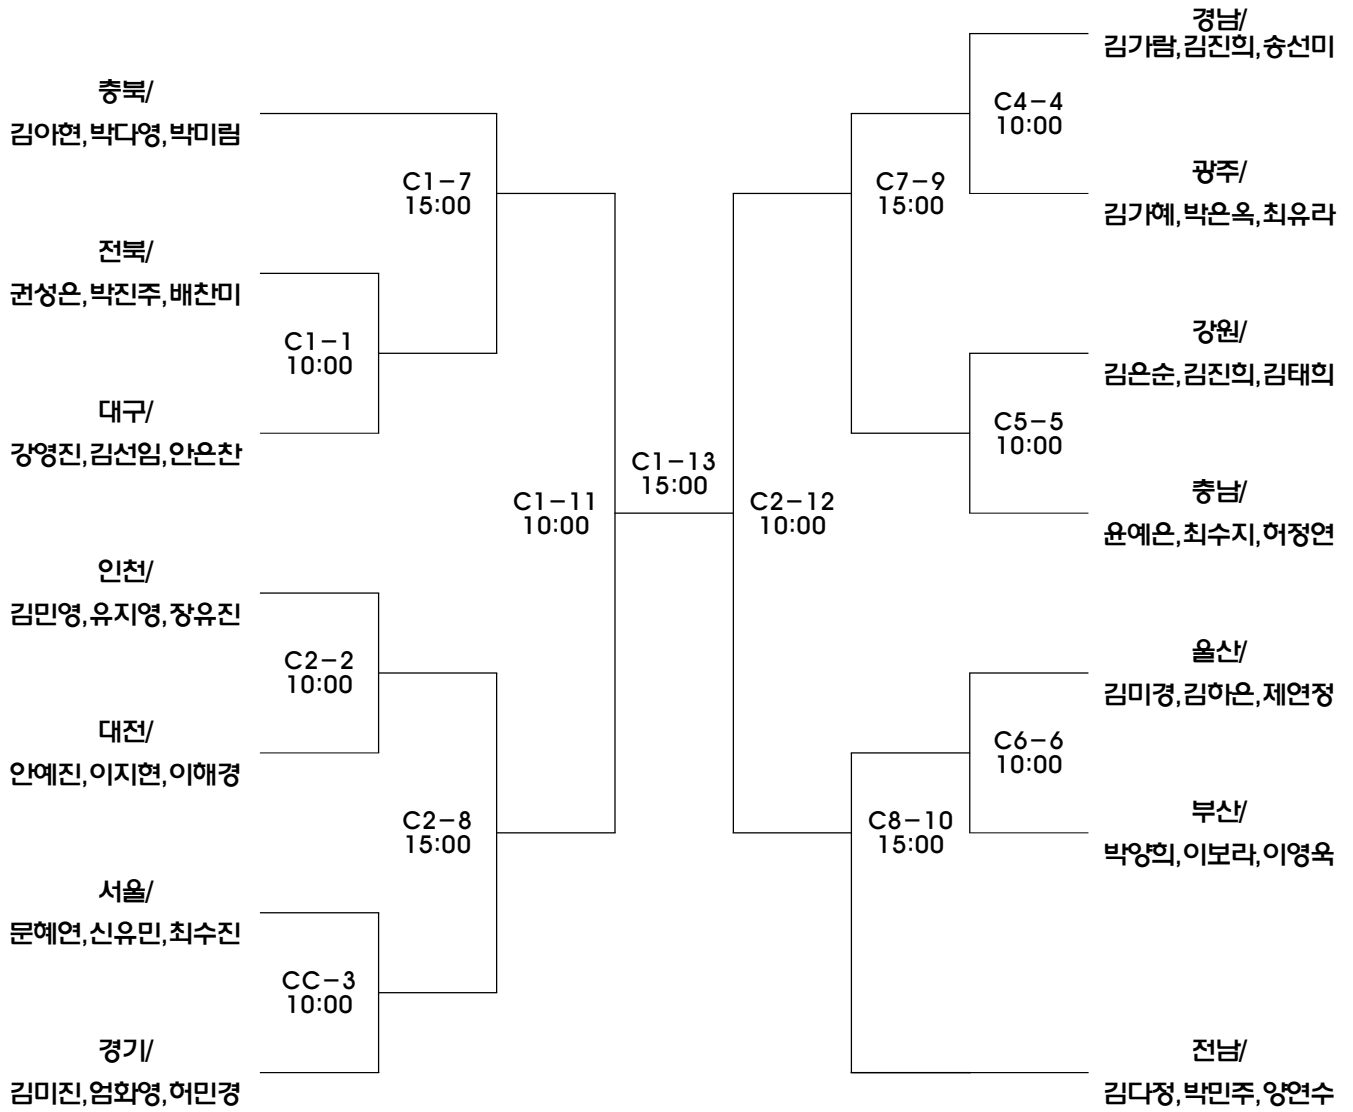 충북/
김아현,박다영,박미림
C1-7
15:00
전북/
권성은,박진주,배찬미
C1-1
10:00
대구/
강영진,김선임,안은찬
C1-11
10:00
인천/
김민영,유지영,장유진
C2-2
10:00
대전/
안예진,이지현,이해경
C2-8
15:00
서울/
문혜연,신유민,최수진
CC-3
10:00
경기/
김미진,엄화영,허민경
C1-13
15:00
경남/
김가람,김진희,송선미
C4-4
10:00
광주/
김가혜,박은옥,최유라
C7-9
15:00
강원/
김은순,김진희,김태희
C5-5
10:00
충남/
윤예은,최수지,허정연
C2-12
10:00
울산/
김미경,김하은,제연정
C6-6
10:00
부산/
박양희,이보라,이영욱
C8-10
15:00
전남/
김다정,박민주,양연수